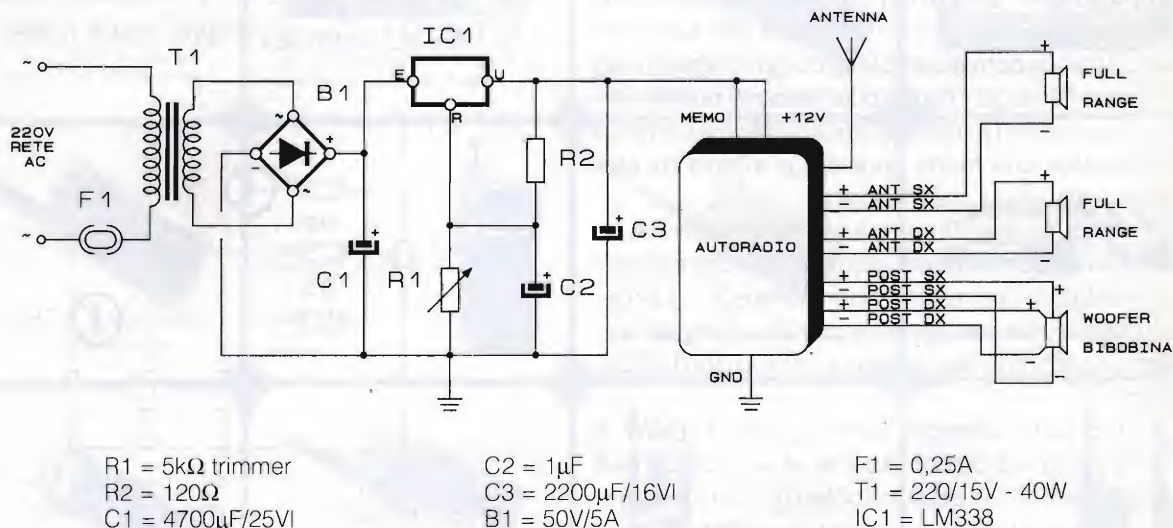 ANTENNA
T1
IC1
B1
E
U
R
~
220V
RETE
AC
F1
~
~
+
-
~
MEMO
+12V
R2
+
C1
R1
+
C2
+
C3
AUTORADIO
GND
+ ANT SX
- ANT SX
+ ANT DX
- ANT DX
+ POST SX
- POST SX
+ POST DX
- POST DX
+
FULL
RANGE
-
+
FULL
RANGE
-
+
+
WOOFER
BIBOBINA
-
-
R1 = 5kΩ trimmer
R2 = 120Ω
C1 = 4700µF/25Vl
C2 = 1µF
C3 = 2200µF/16Vl
B1 = 50V/5A
F1 = 0,25A
T1 = 220/15V - 40W
IC1 = LM338